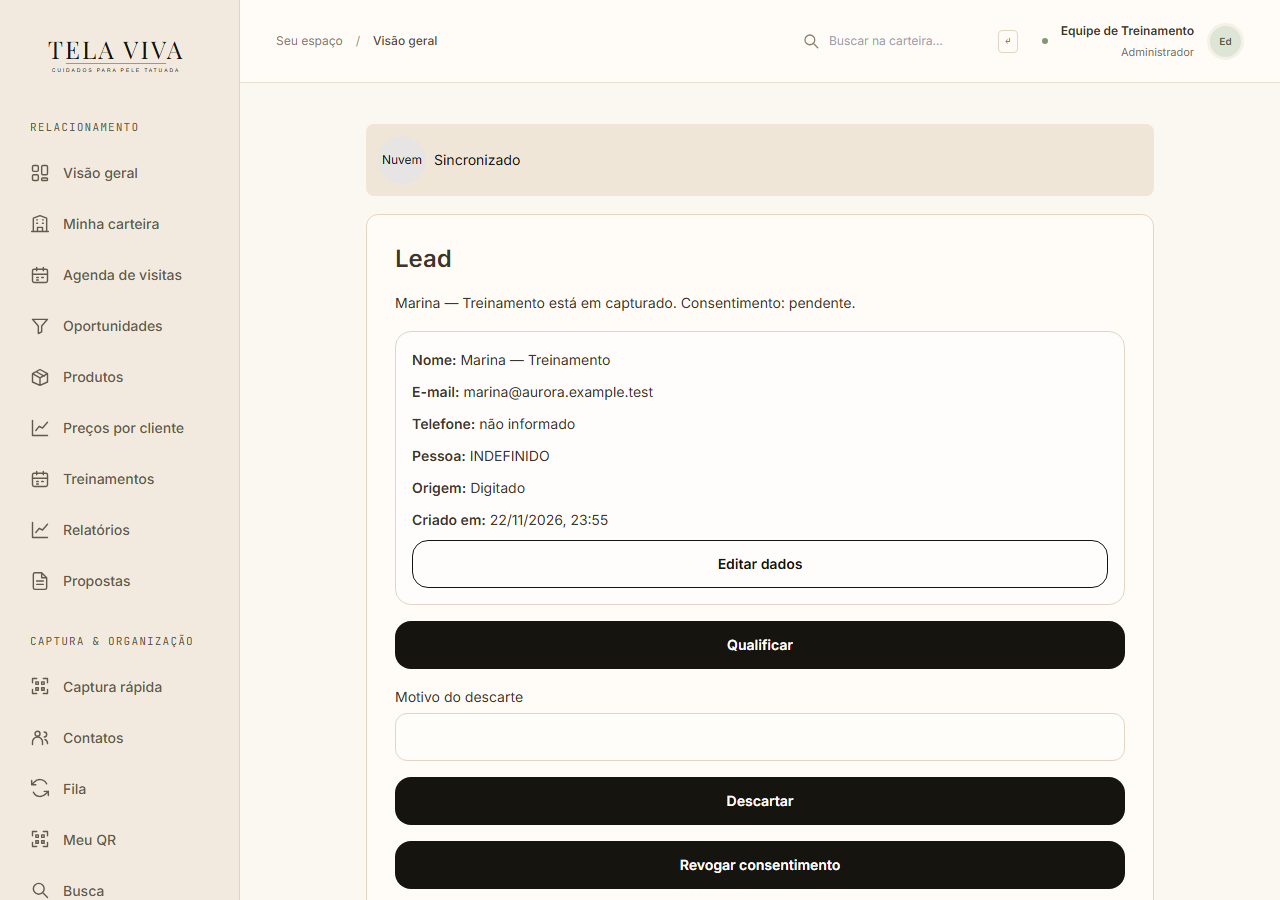 TELA VIVA
CUIDADOS PARA PELE TATUADA
RELACIONAMENTO
Visão geral
Minha carteira
Agenda de visitas
Oportunidades
Produtos
Preços por cliente
Treinamentos
Relatórios
Propostas
CAPTURA & ORGANIZAÇÃO
Captura rápida
Contatos
Fila
Meu QR
Busca
Seu espaço / Visão geral
Buscar na carteira...
↵
Equipe de Treinamento
Administrador
Ed
Nuvem Sincronizado
Lead
Marina — Treinamento está em capturado. Consentimento: pendente.
Nome: Marina — Treinamento
E-mail: marina@aurora.example.test
Telefone: não informado
Pessoa: INDEFINIDO
Origem: Digitado
Criado em: 22/11/2026, 23:55
Editar dados
Qualificar
Motivo do descarte
Descartar
Revogar consentimento